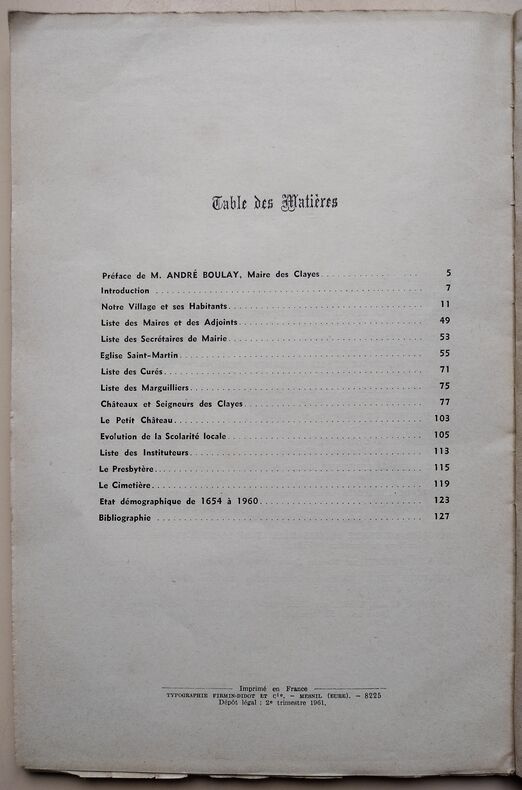 Table des Matières
Préface de M. ANDRÉ BOULAY, Maire des Clayes 5
Introduction 7
Notre Village et ses Habitants 11
Liste des Maires et des Adjoints 49
Liste des Secrétaires de Mairie 53
Eglise Saint-Martin 55
Liste des Curés 71
Liste des Marguilliers 75
Châteaux et Seigneurs des Clayes 77
Le Petit Château 103
Evolution de la Scolarité locale 105
Liste des Instituteurs 113
Le Presbytère 115
Le Cimetière 119
Etat démographique de 1654 à 1960 123
Bibliographie 127
Imprimé en France
TYPOGRAPHIE FIRMIN-DIDOT ET Cie. – MESNIL (EURE). – 8225
Dépôt légal : 2e trimestre 1961.